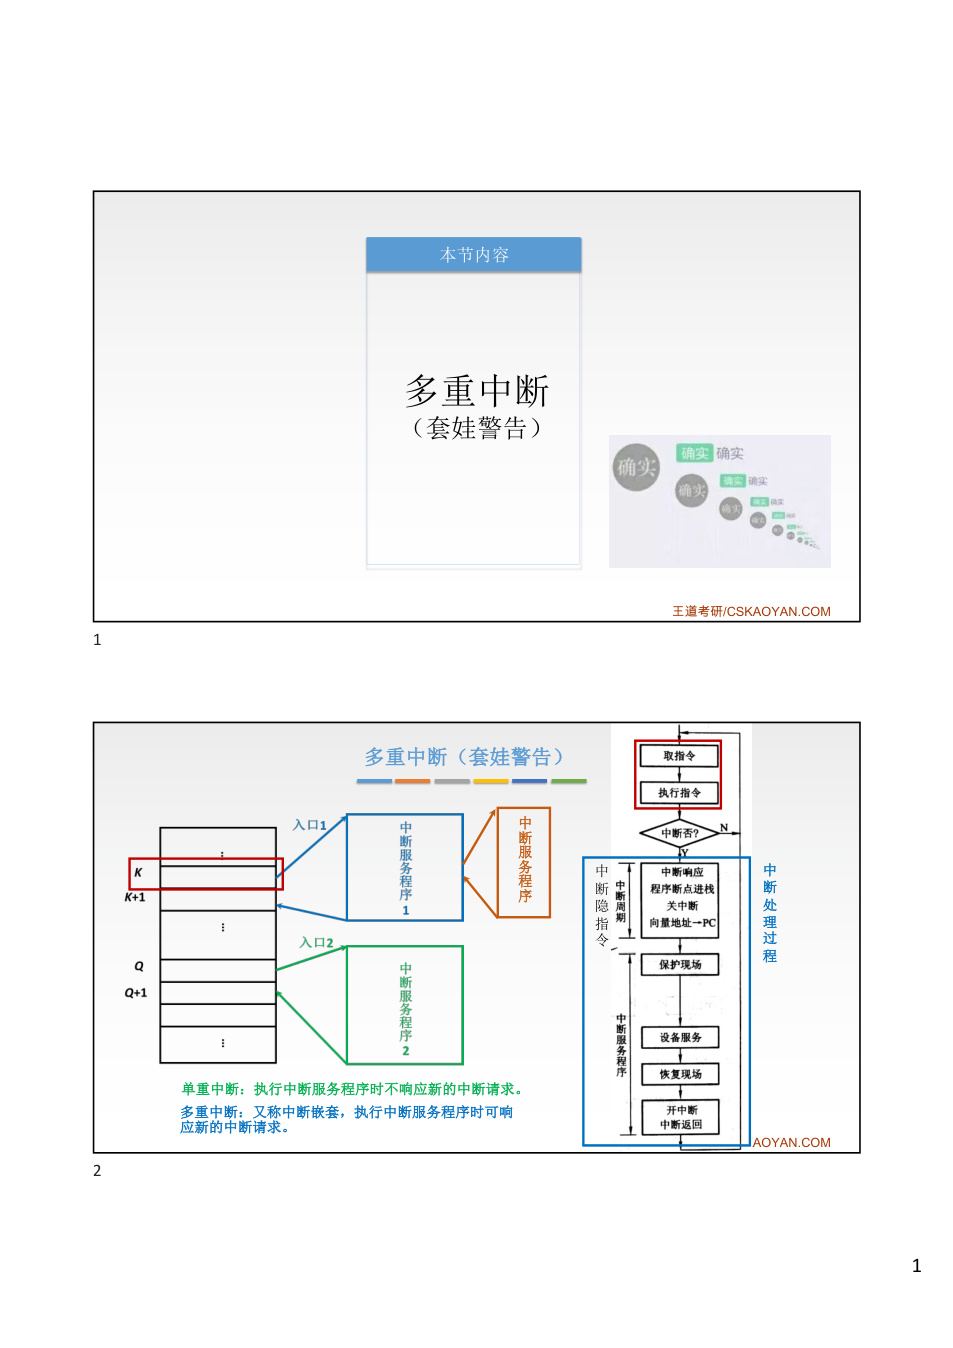 本节内容
多重中断
（套娃警告）
确实
确实 确实
确实
确实 确实
确实
确实 确实
王道考研/CSKAOYAN.COM
1
多重中断（套娃警告）
入口1
K
K+1
Q
Q+1
⋮
⋮
⋮
中断服务程序1
中断服务程序
入口2
中断服务程序2
单重中断：执行中断服务程序时不响应新的中断请求。
多重中断：又称中断嵌套，执行中断服务程序时可响
应新的中断请求。
取指令
执行指令
中断否?
N
Y
中断隐指令
中断周期
中断响应
程序断点进栈
关中断
向量地址→PC
中断处理过程
中断服务程序
保护现场
设备服务
恢复现场
开中断
中断返回
AOYAN.COM
2
1